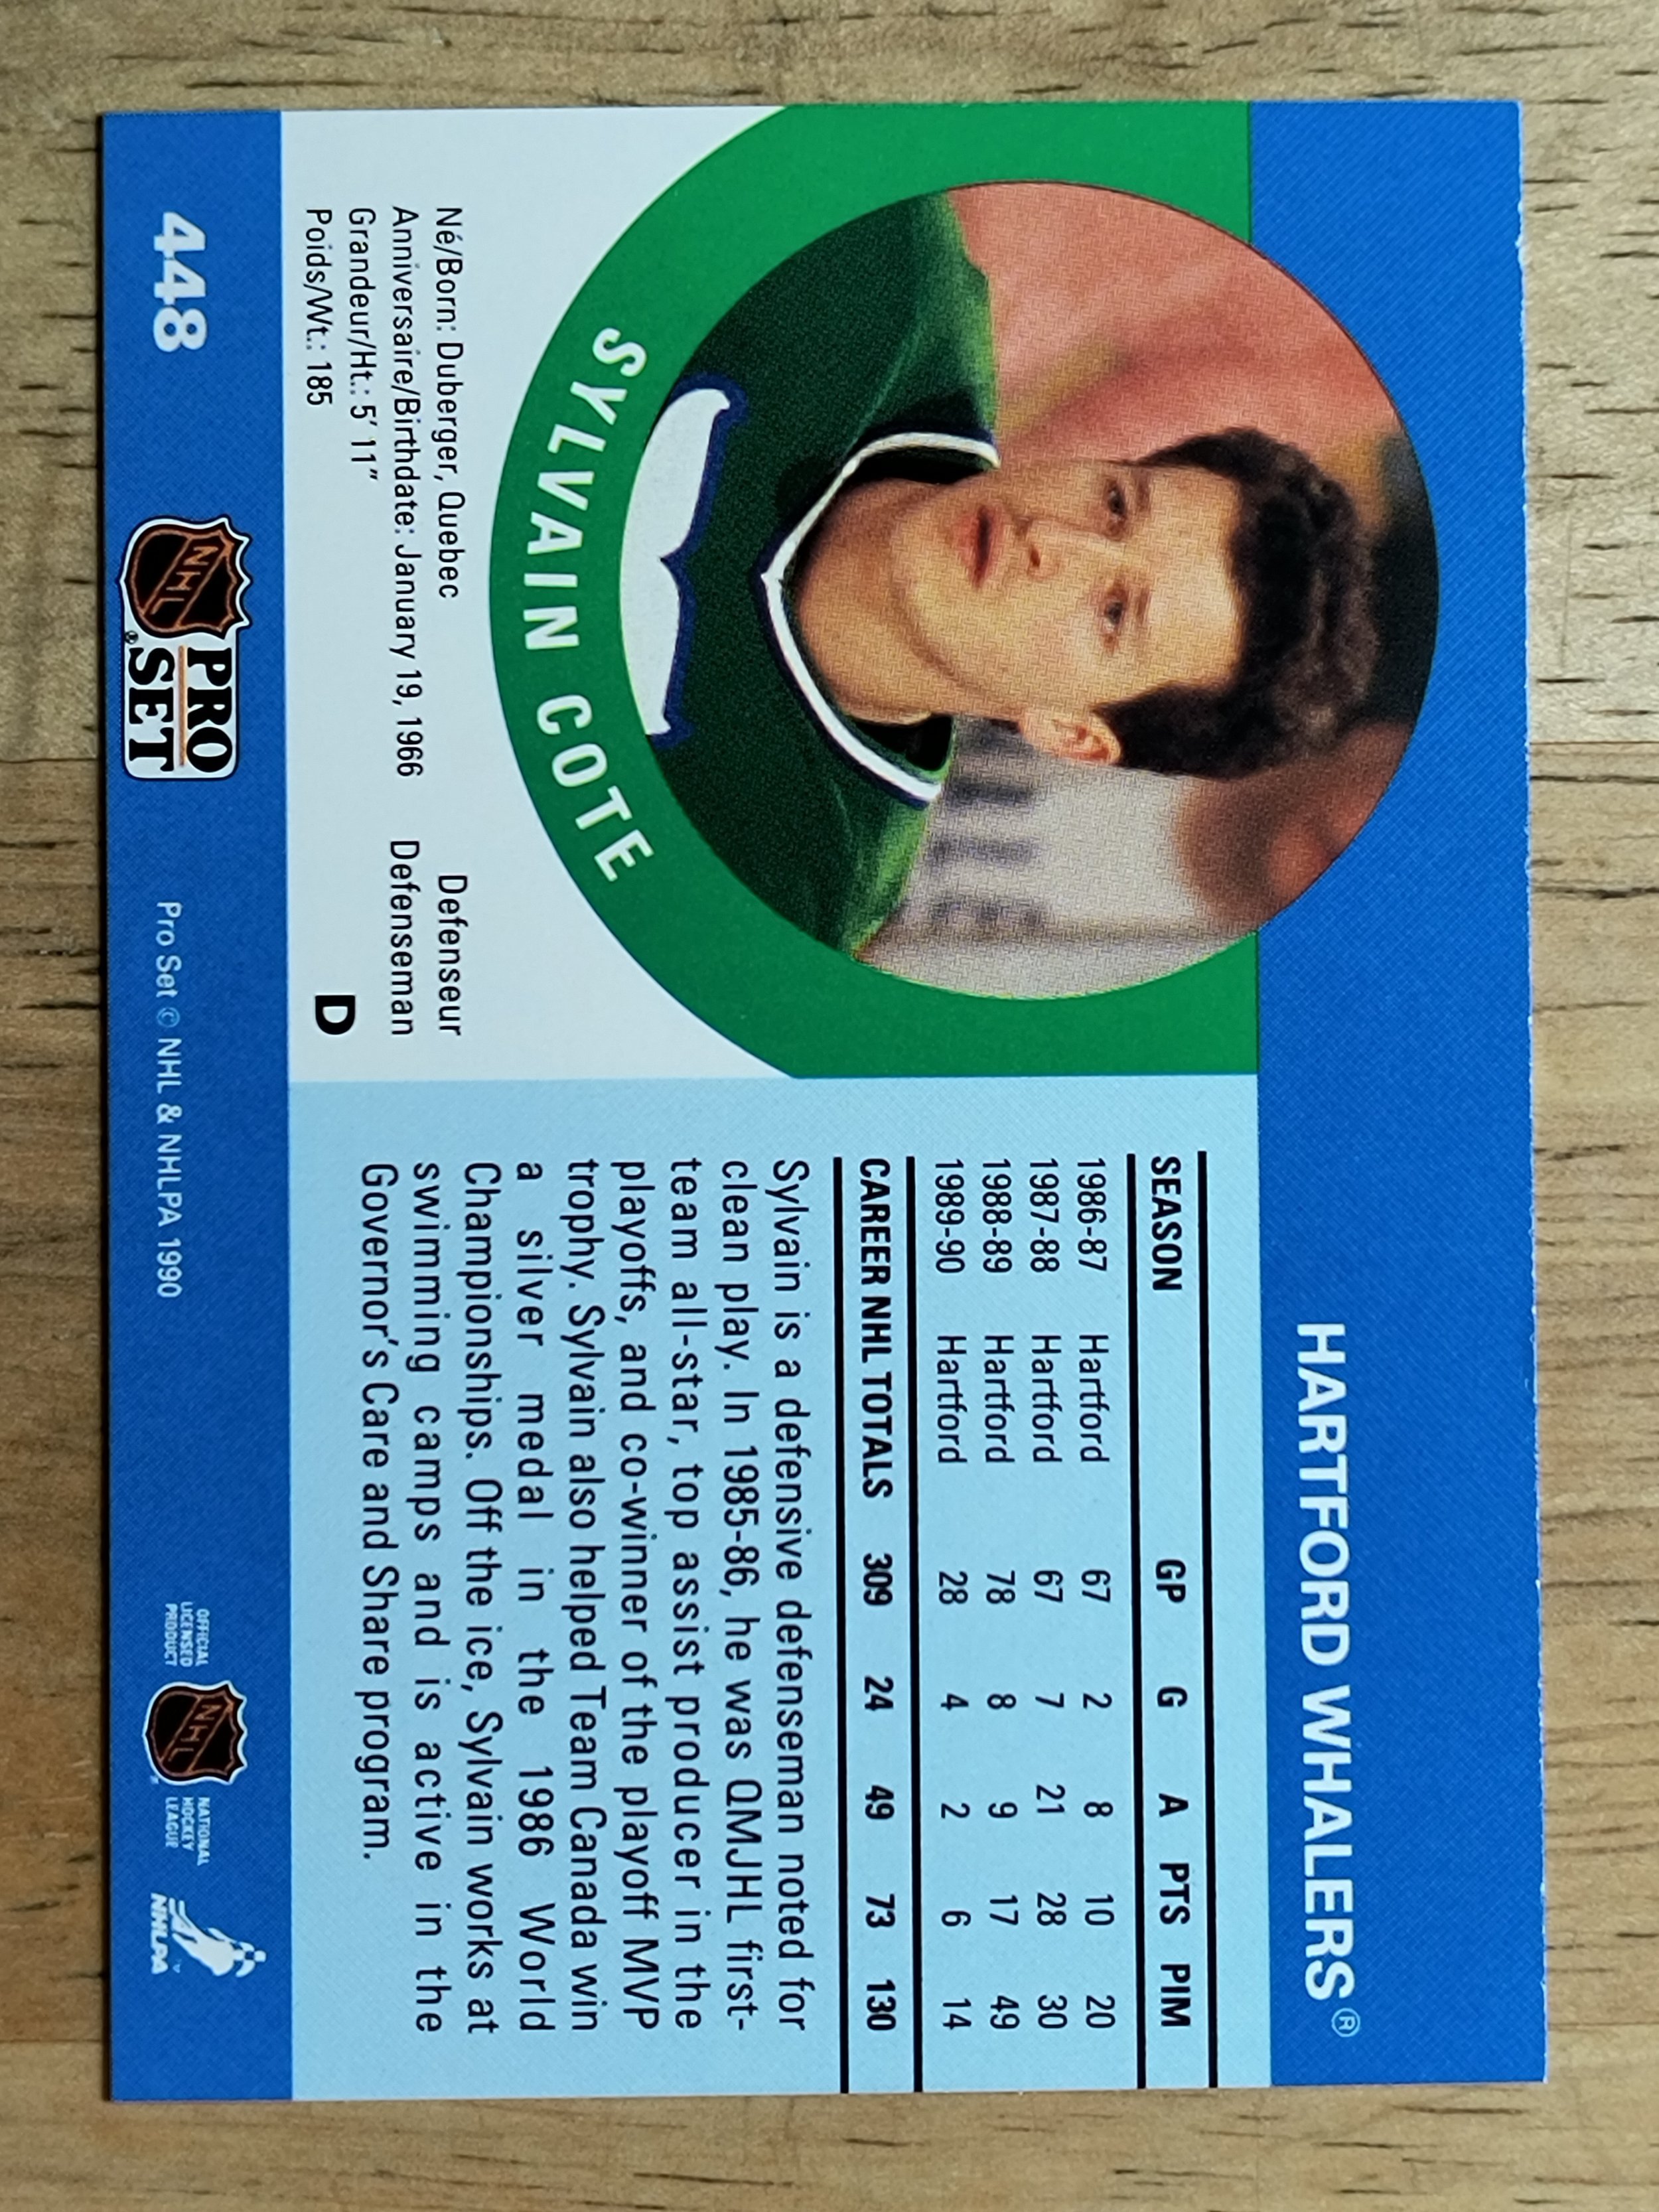 HARTFORD WHALERS®
SYLVAIN COTE
Né/Born: Duberger, Quebec
Anniversaire/Birthdate: January 19, 1966
Grandeur/Ht.: 5' 11"
Poids/Wt.: 185
Defenseur
Defenseman
D
SEASON GP G A PTS PIM
1986-87 Hartford 67 2 8 10 20
1987-88 Hartford 67 7 21 28 30
1988-89 Hartford 78 8 9 17 49
1989-90 Hartford 28 4 2 6 14
CAREER NHL TOTALS 309 24 49 73 130
Sylvain is a defensive defenseman noted for
clean play. In 1985-86, he was QMJHL first-
team all-star, top assist producer in the
playoffs, and co-winner of the playoff MVP
trophy. Sylvain also helped Team Canada win
a silver medal in the 1986 World
Championships. Off the ice, Sylvain works at
swimming camps and is active in the
Governor's Care and Share program.
448
NHL
PRO
SET®
Pro Set © NHL & NHLPA 1990
OFFICIAL
LICENSED
PRODUCT
NHL
NATIONAL
HOCKEY
LEAGUE
NHLPA™